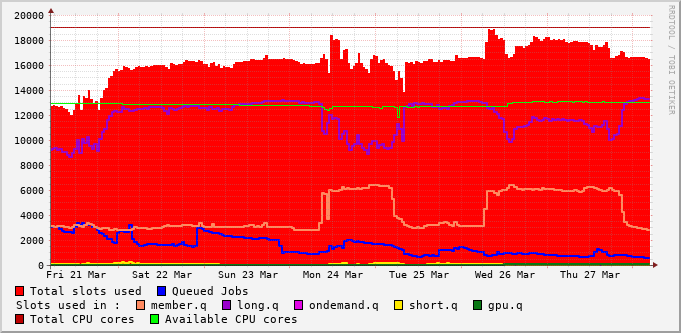 RRDTOOL / TOBI OETIKER
20000
18000
16000
14000
12000
10000
8000
6000
4000
2000
0
Fri 21 Mar Sat 22 Mar Sun 23 Mar Mon 24 Mar Tue 25 Mar Wed 26 Mar Thu 27 Mar
Total slots used Queued Jobs
Slots used in : member.q long.q ondemand.q short.q gpu.q
Total CPU cores Available CPU cores